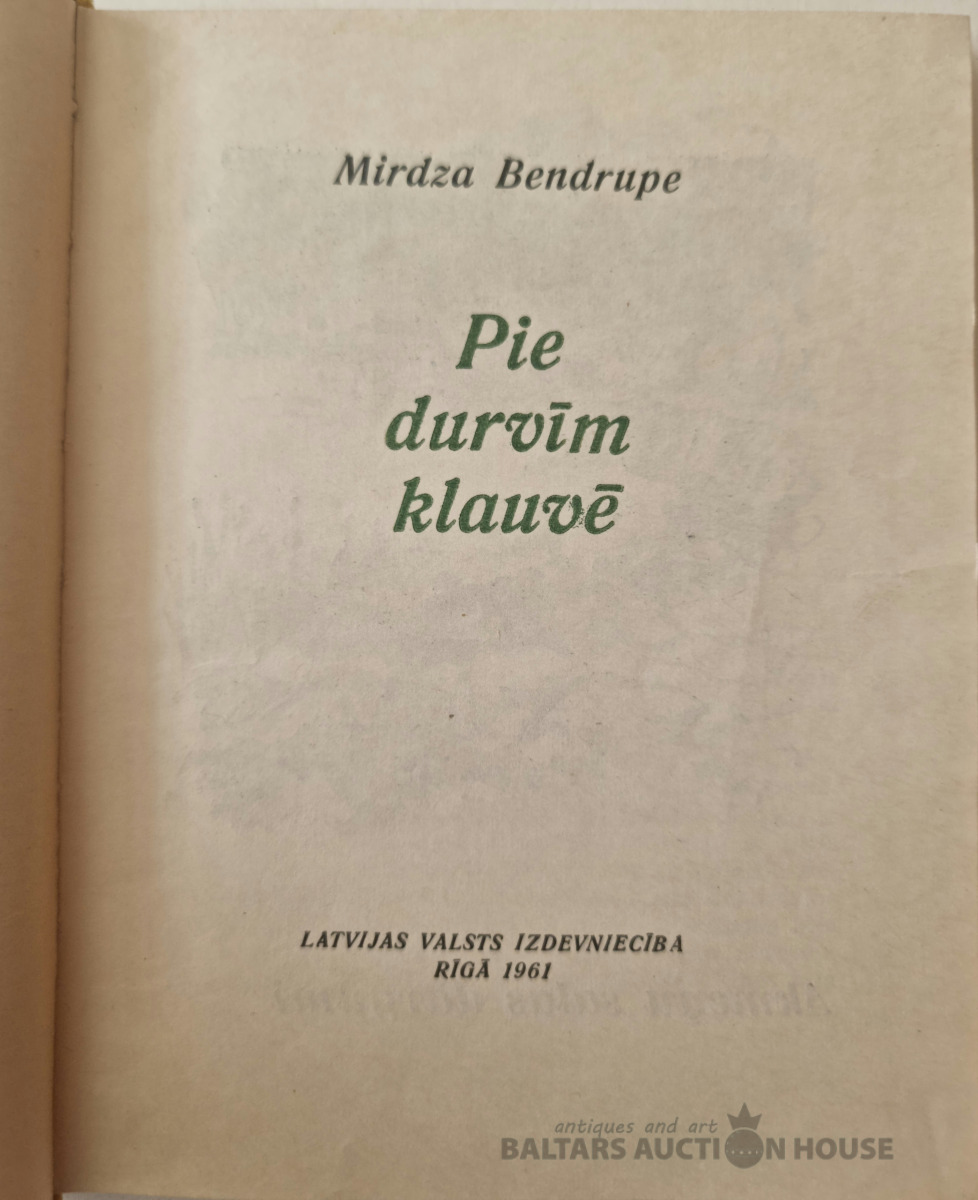 Mirdza Bendrupe
Pie
durvīm
klauvē
LATVIJAS VALSTS IZDEVNIECĪBA
RĪGĀ 1961
antiques and art
BALTARS AUCTION HOUSE